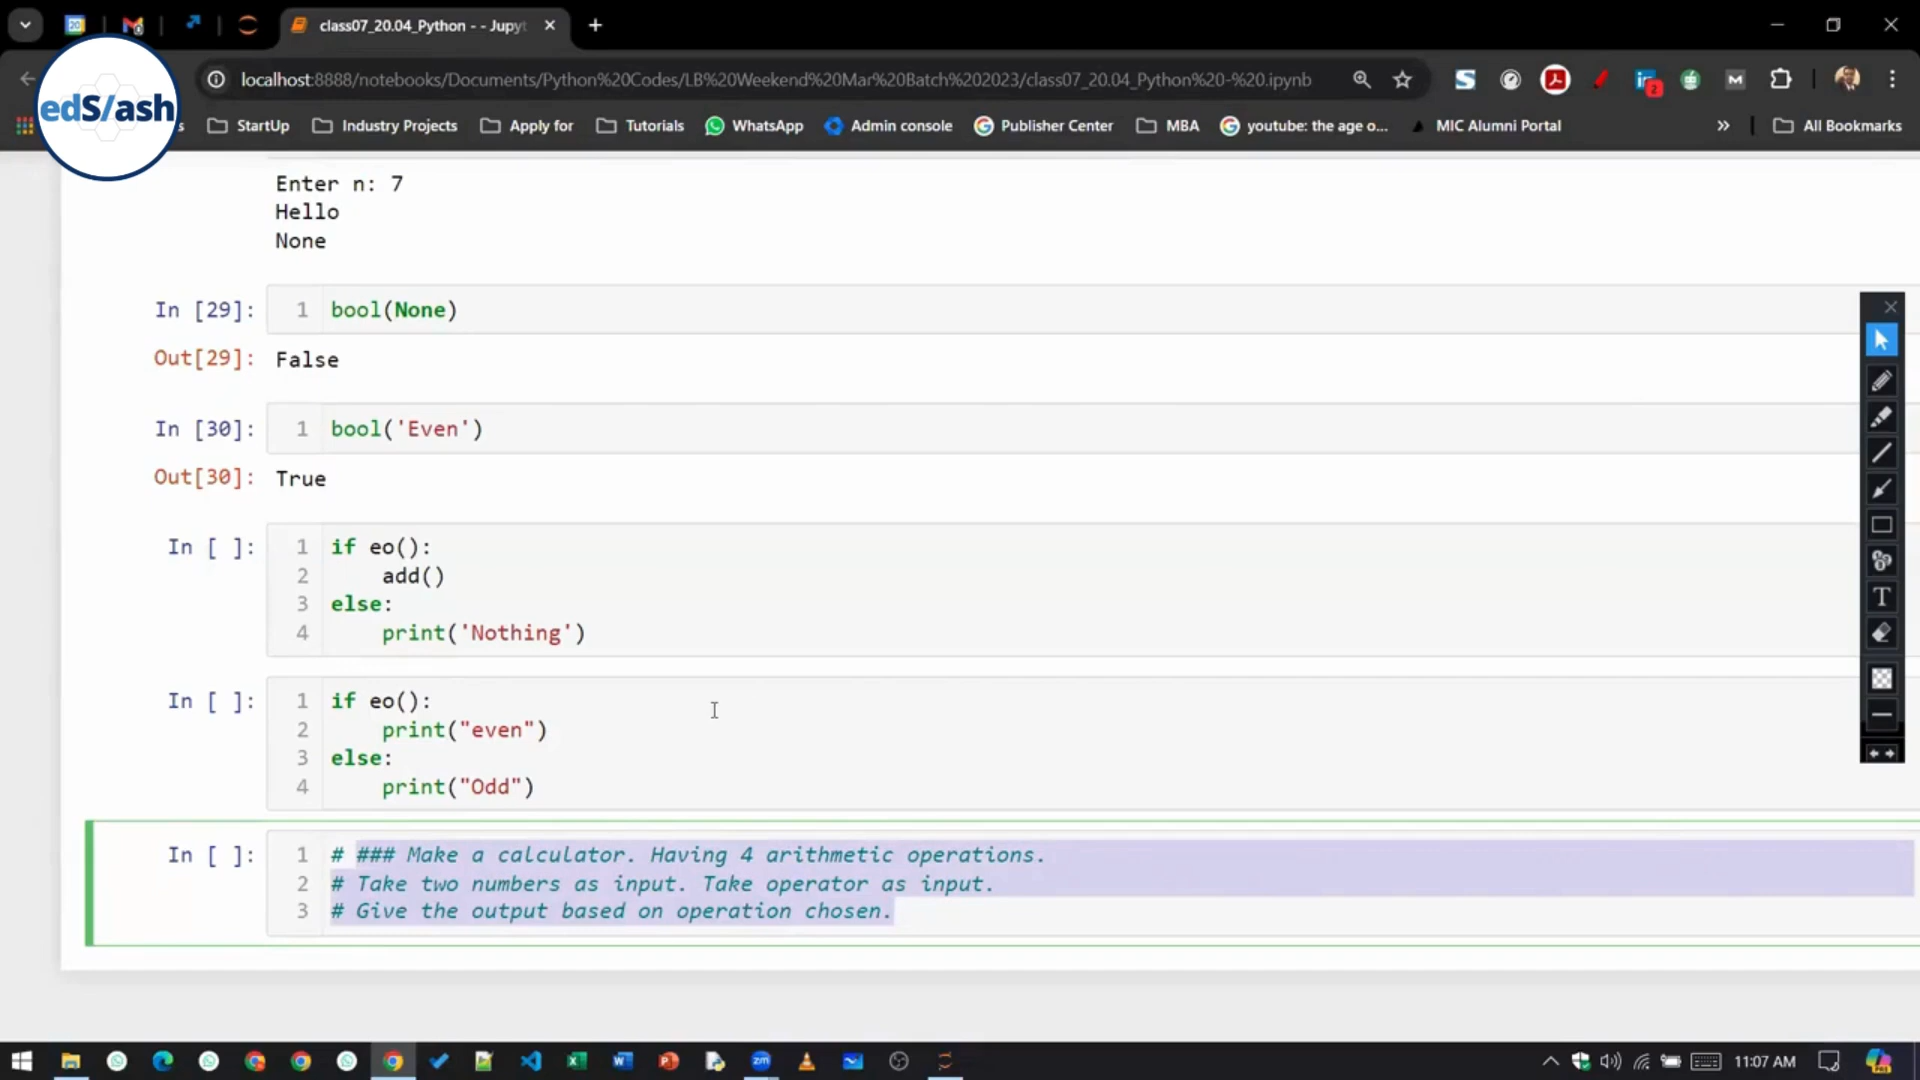 class07_20.04_Python - - Jupyt
localhost:8888/notebooks/Documents/Python%20Codes/LB%20Weekend%20Mar%20Batch%202023/class07_20.04_Python%20-%20.ipynb
edS/ash
s StartUp Industry Projects Apply for Tutorials WhatsApp Admin console Publisher Center MBA youtube: the age o... MIC Alumni Portal » All Bookmarks
Enter n: 7
Hello
None
In [29]: 1 bool(None)
Out[29]: False
In [30]: 1 bool('Even')
Out[30]: True
In [ ]: 1 if eo():
2 add()
3 else:
4 print('Nothing')
In [ ]: 1 if eo():
2 print("even")
3 else:
4 print("Odd")
In [ ]: 1 # ### Make a calculator. Having 4 arithmetic operations.
2 # Take two numbers as input. Take operator as input.
3 # Give the output based on operation chosen.
11:07 AM